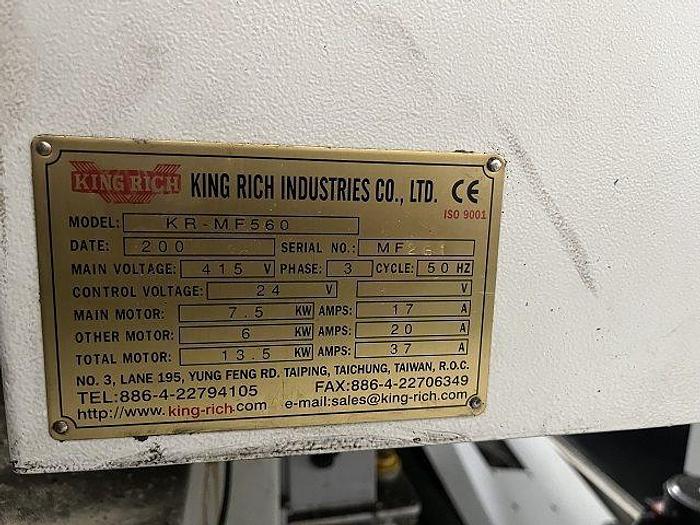 KING RICH KING RICH INDUSTRIES CO., LTD. CE
ISO 9001
MODEL: KR-MF560
DATE: 200 SERIAL NO.: MF
MAIN VOLTAGE: 415 V PHASE: 3 CYCLE: 50 HZ
CONTROL VOLTAGE: 24 V V
MAIN MOTOR: 7.5 KW AMPS: 17 A
OTHER MOTOR: 6 KW AMPS: 20 A
TOTAL MOTOR: 13.5 KW AMPS: 37 A
NO. 3, LANE 195, YUNG FENG RD. TAIPING, TAICHUNG, TAIWAN, R.O.C.
TEL:886-4-22794105 FAX:886-4-22706349
http://www.king-rich.com e-mail:sales@king-rich.com